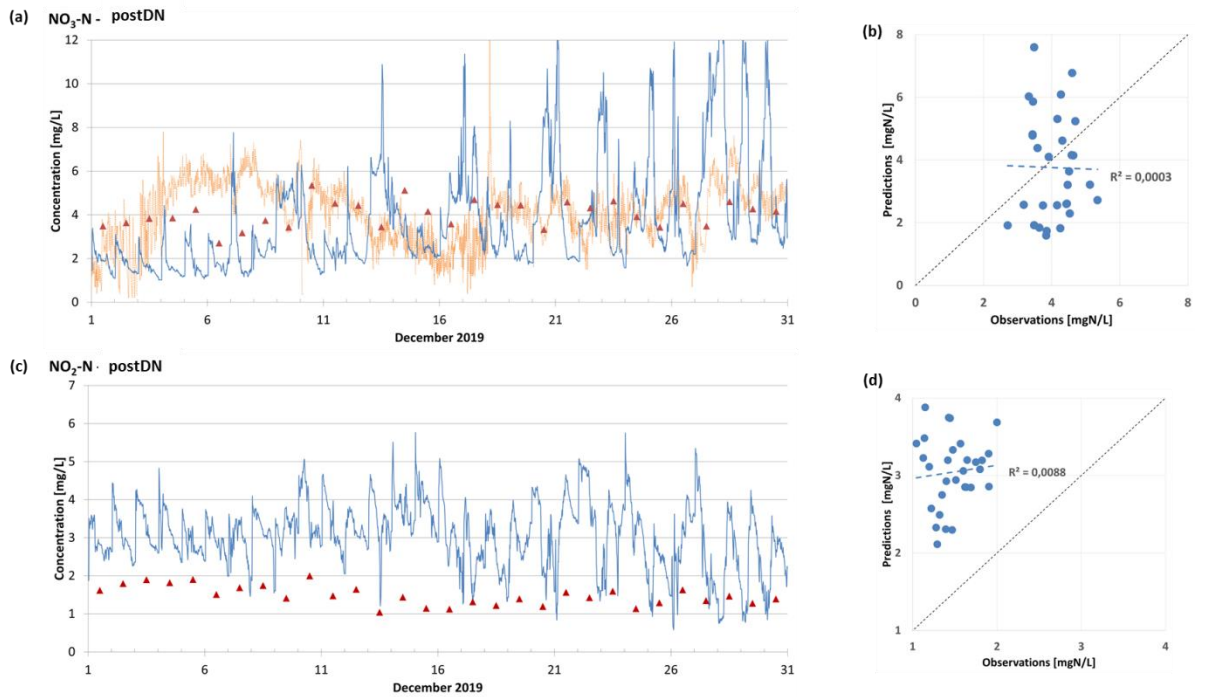 (a) NO3-N - postDN
Concentration [mg/L]
12
10
8
6
4
2
0
1 6 11 16 21 26 31
December 2019
(b)
Predictions [mgN/L]
8
6
4
2
0
R² = 0,0003
0 2 4 6 8
Observations [mgN/L]
(c) NO2-N · postDN
Concentration [mg/L]
7
6
5
4
3
2
1
0
1 6 11 16 21 26 31
December 2019
(d)
Predictions [mgN/L]
4
3
2
1
R² = 0,0088
1 2 3 4
Observations [mgN/L]